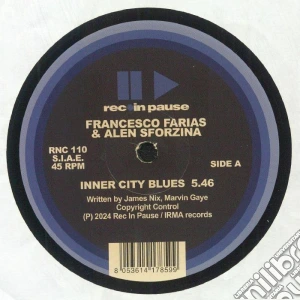 rec in pause
FRANCESCO FARIAS
& ALEN SFORZINA
RNC 110
S.I.A.E.
45 RPM
SIDE A
INNER CITY BLUES 5.46
Written by James Nix, Marvin Gaye
Copyright Control
(P) 2024 Rec In Pause / IRMA records
8 053614 178599